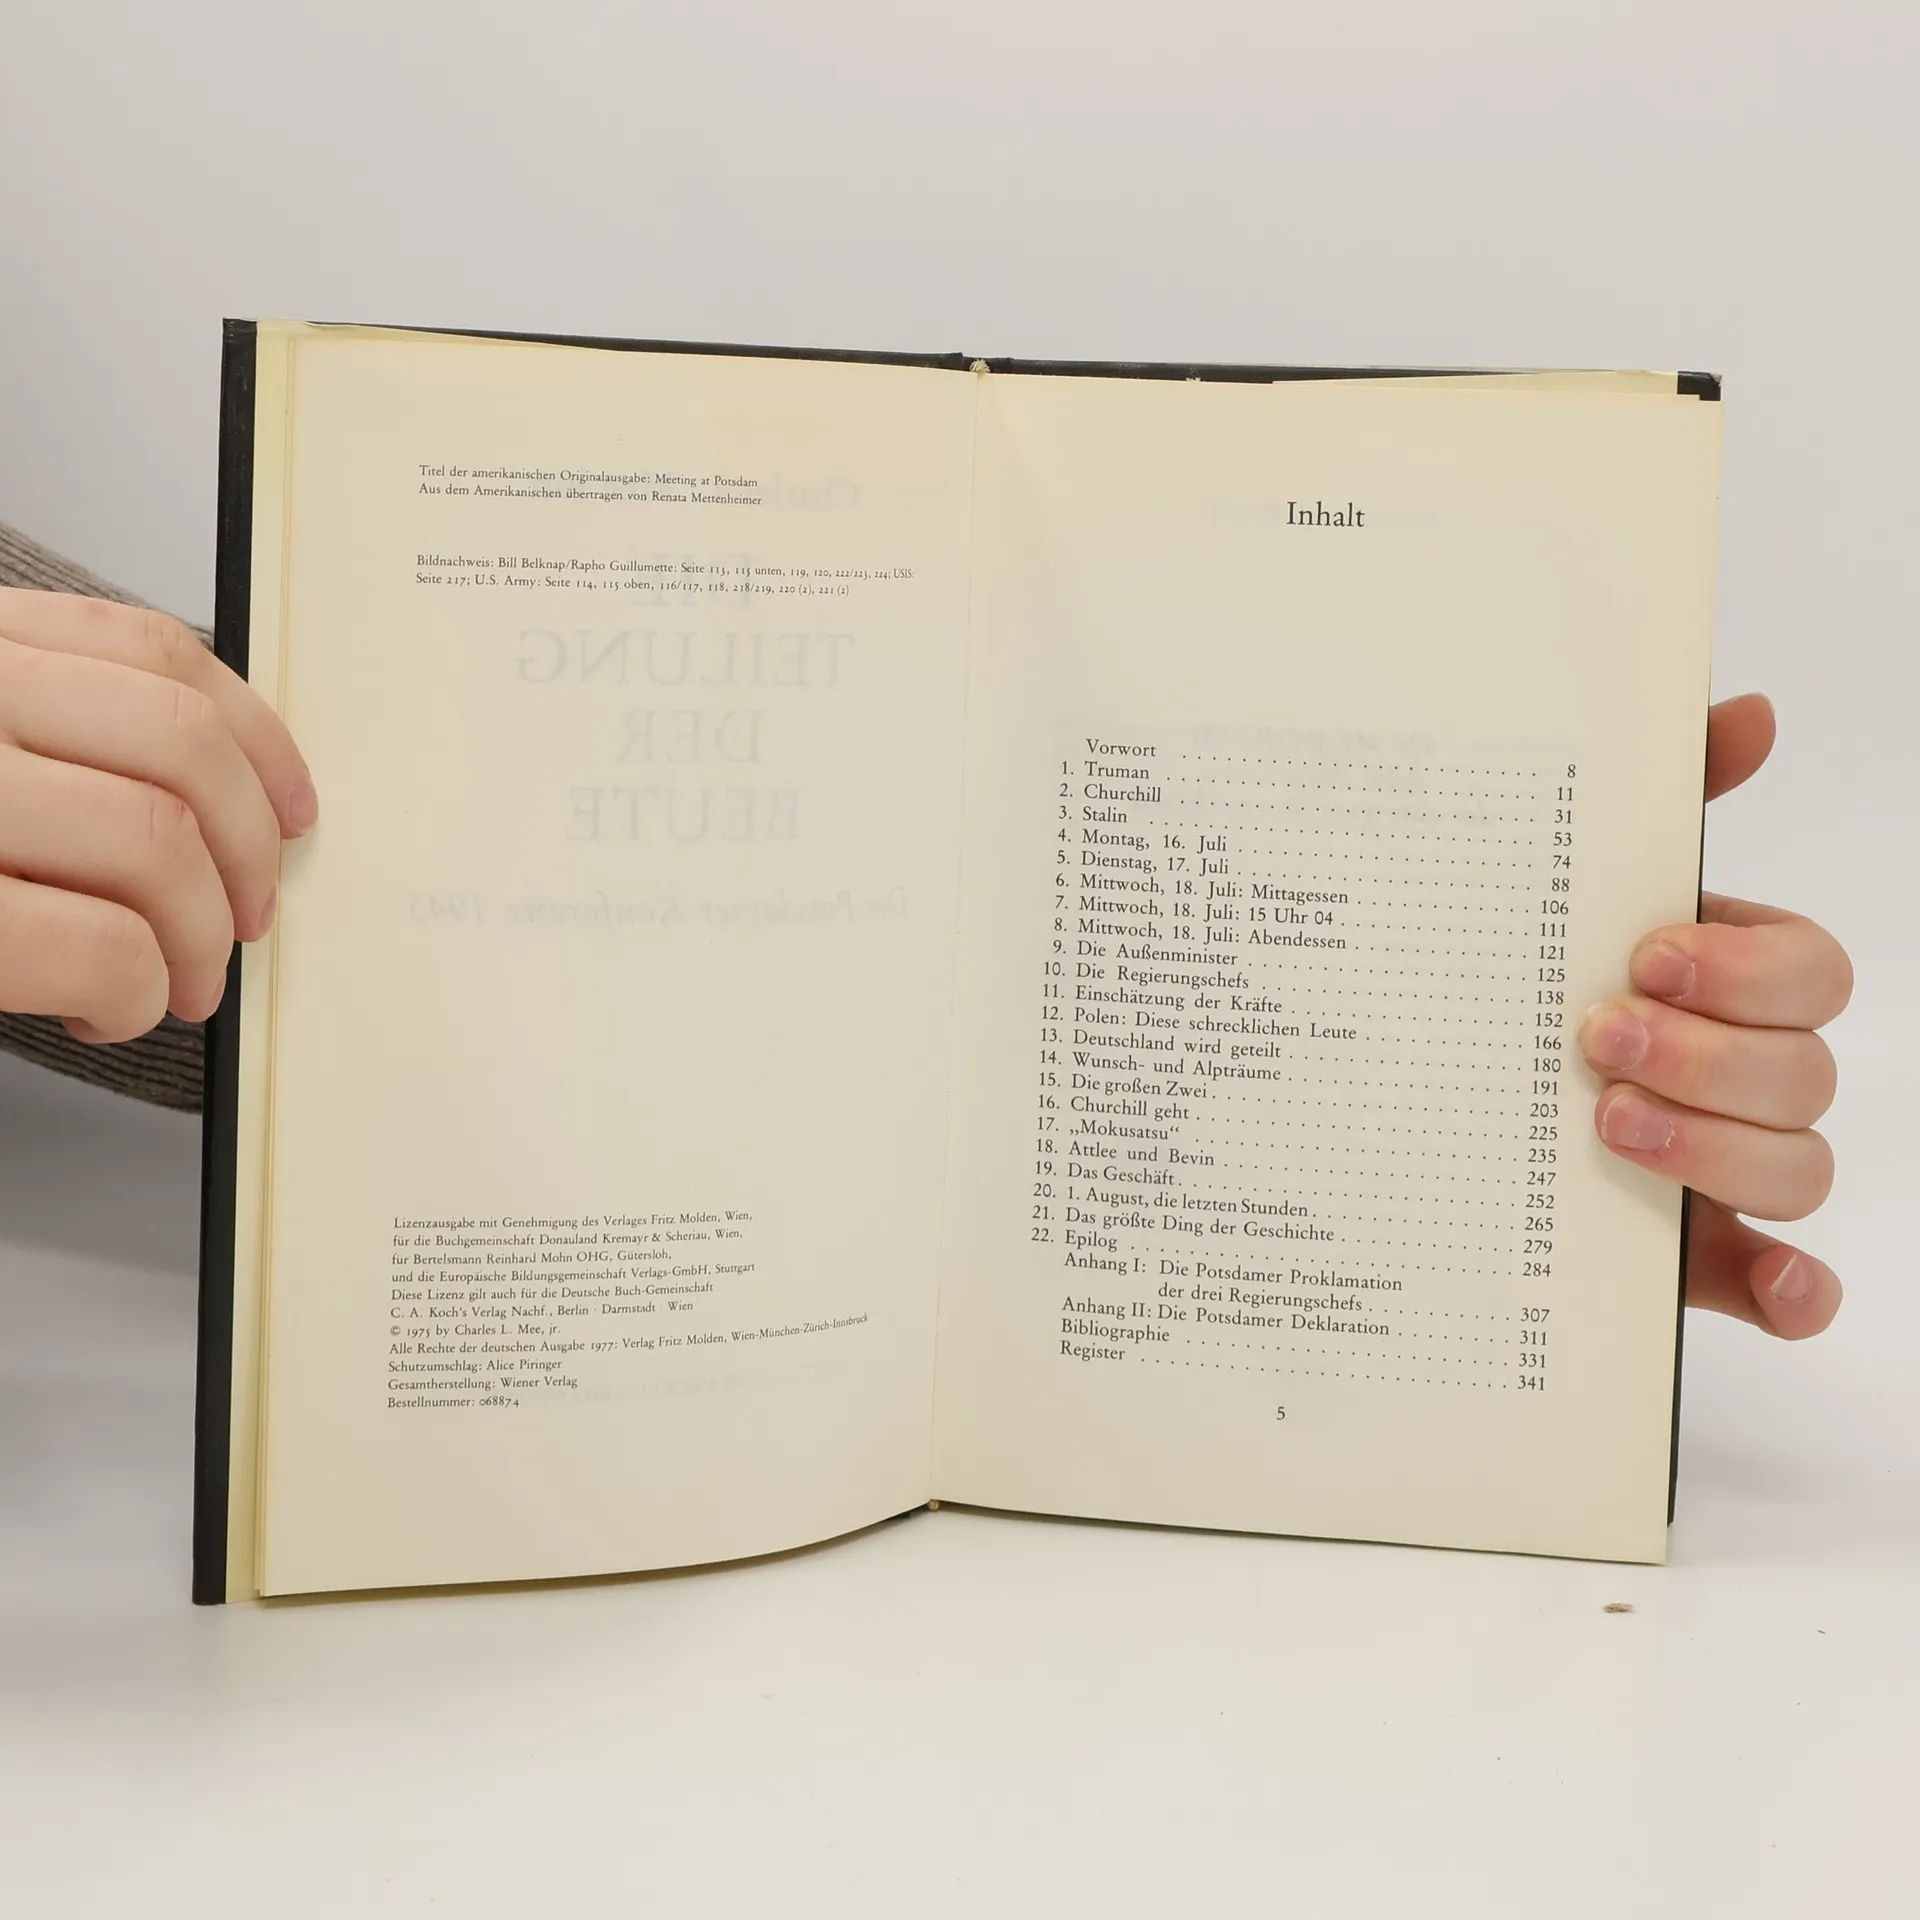 Titel der amerikanischen Originalausgabe: Meeting at Potsdam
Aus dem Amerikanischen übertragen von Renata Mettenheimer
Bildnachweis: Bill Belknap/Rapho Guillumette: Seite 113, 115 unten, 119, 120, 222/223, 224; USIS:
Seite 217; U.S. Army: Seite 114, 115 oben, 116/117, 118, 218/219, 220 (2), 221 (2)
DIE
TEILUNG
DER
BEUTE
Die Potsdamer Konferenz 1945
Lizenzausgabe mit Genehmigung des Verlages Fritz Molden, Wien,
für die Buchgemeinschaft Donauland Kremayr & Scheriau, Wien,
für Bertelsmann Reinhard Mohn OHG, Gütersloh,
und die Europäische Bildungsgemeinschaft Verlags-GmbH, Stuttgart
Diese Lizenz gilt auch für die Deutsche Buch-Gemeinschaft
C. A. Koch's Verlag Nachf., Berlin · Darmstadt · Wien
© 1975 by Charles L. Mee, jr.
Alle Rechte der deutschen Ausgabe 1977: Verlag Fritz Molden, Wien-München-Zürich-Innsbruck
Schutzumschlag: Alice Piringer
Gesamtherstellung: Wiener Verlag
Bestellnummer: 068874
Inhalt
Vorwort . . . . . . . . . . 8
1. Truman . . . . . . . . . . 11
2. Churchill . . . . . . . . . . 31
3. Stalin . . . . . . . . . . 53
4. Montag, 16. Juli . . . . . . . . . . 74
5. Dienstag, 17. Juli . . . . . . . . . . 88
6. Mittwoch, 18. Juli: Mittagessen . . . . . . . . . . 106
7. Mittwoch, 18. Juli: 15 Uhr 04 . . . . . . . . . . 111
8. Mittwoch, 18. Juli: Abendessen . . . . . . . . . . 121
9. Die Außenminister . . . . . . . . . . 125
10. Die Regierungschefs . . . . . . . . . . 138
11. Einschätzung der Kräfte . . . . . . . . . . 152
12. Polen: Diese schrecklichen Leute . . . . . . . . . . 166
13. Deutschland wird geteilt . . . . . . . . . . 180
14. Wunsch- und Alpträume . . . . . . . . . . 191
15. Die großen Zwei . . . . . . . . . . 203
16. Churchill geht . . . . . . . . . . 225
17. „Mokusatsu“ . . . . . . . . . . 235
18. Attlee und Bevin . . . . . . . . . . 247
19. Das Geschäft . . . . . . . . . . 252
20. 1. August, die letzten Stunden . . . . . . . . . . 265
21. Das größte Ding der Geschichte . . . . . . . . . . 279
22. Epilog . . . . . . . . . . 284
Anhang I: Die Potsdamer Proklamation
der drei Regierungschefs . . . . . . . . . . 307
Anhang II: Die Potsdamer Deklaration . . . . . . . . 311
Bibliographie . . . . . . . . . . 331
Register . . . . . . . . . . 341
5